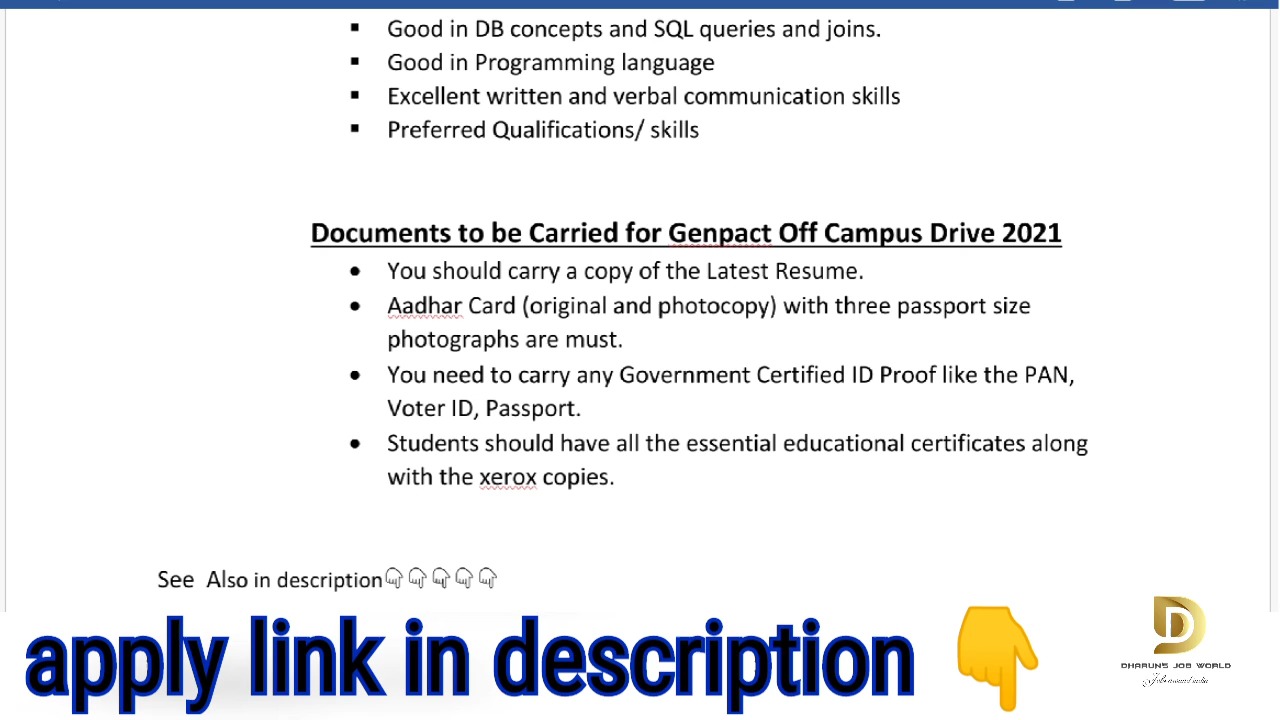 Good in DB concepts and SQL queries and joins.
Good in Programming language
Excellent written and verbal communication skills
Preferred Qualifications/ skills
Documents to be Carried for Genpact Off Campus Drive 2021
You should carry a copy of the Latest Resume.
Aadhar Card (original and photocopy) with three passport size
photographs are must.
You need to carry any Government Certified ID Proof like the PAN,
Voter ID, Passport.
Students should have all the essential educational certificates along
with the xerox copies.
See Also in description👇👇👇👇👇
apply link in description 👇
D
DHARUN'S JOB WORLD